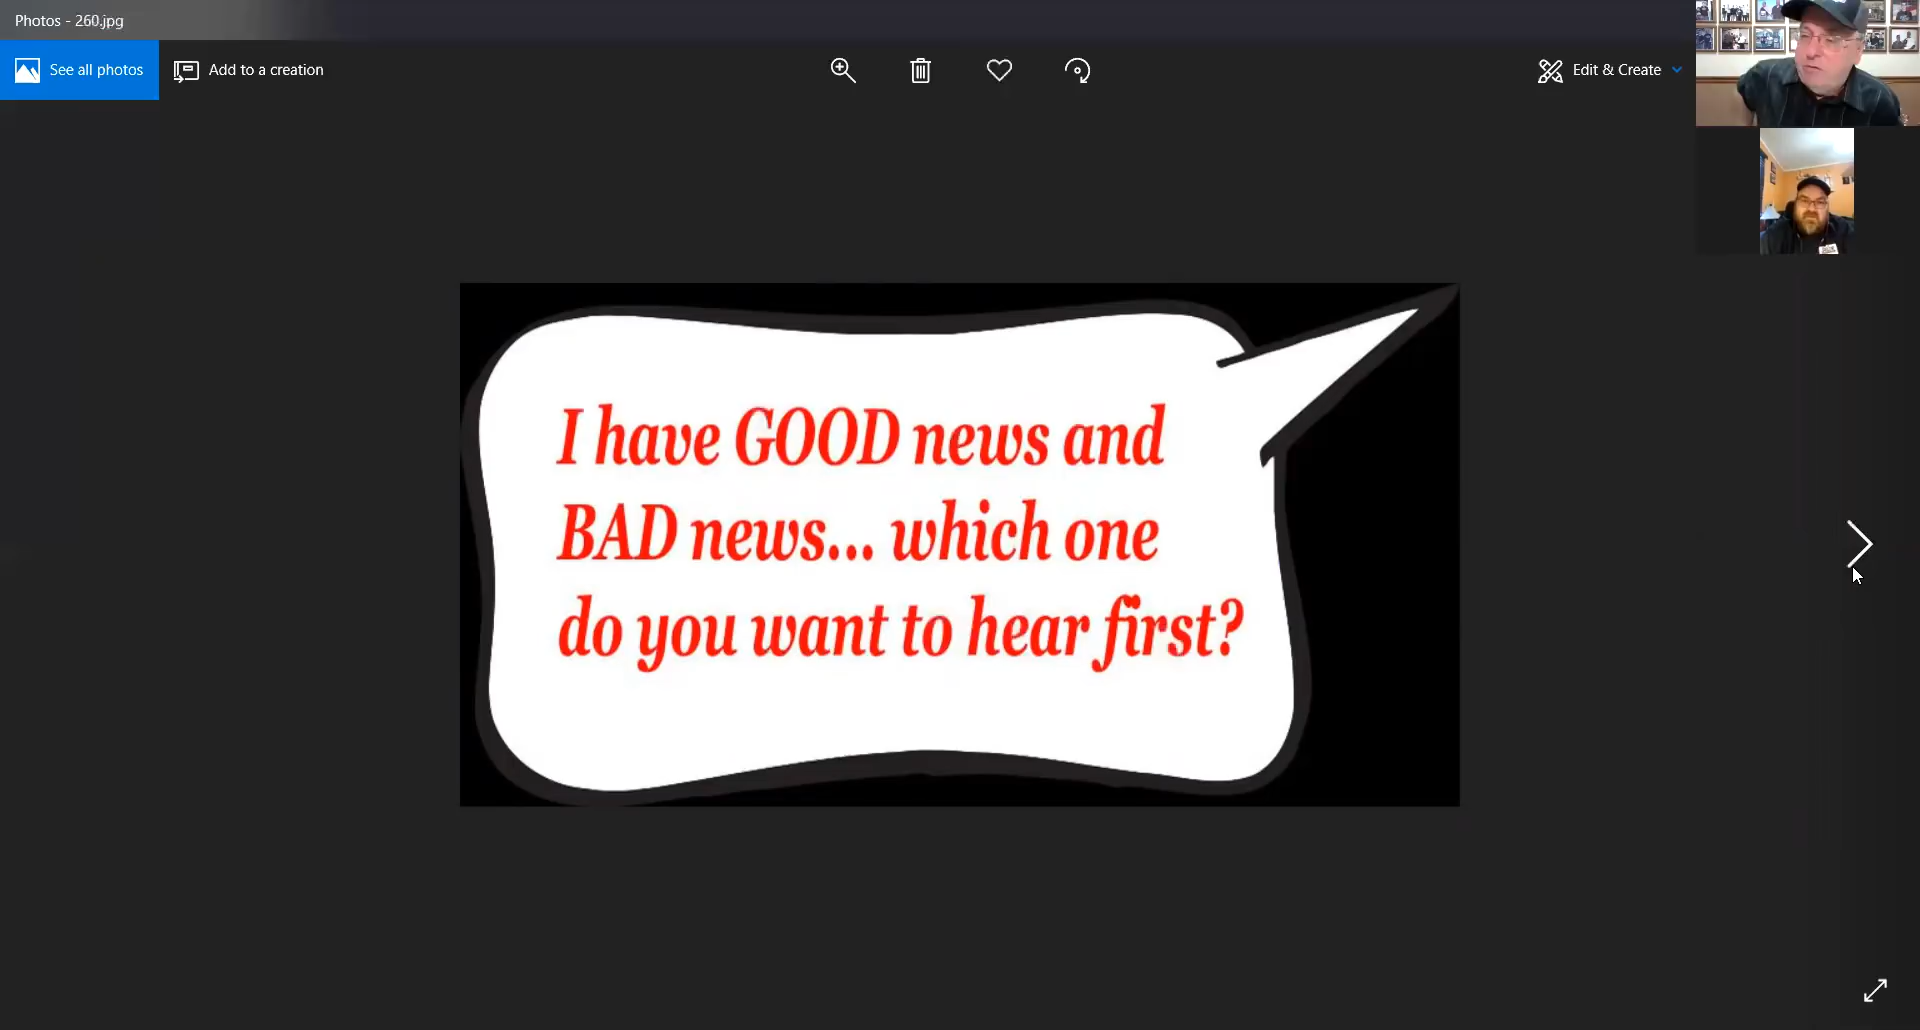 Photos - 260.jpg
See all photos
Add to a creation
Edit & Create
I have GOOD news and
BAD news... which one
do you want to hear first?